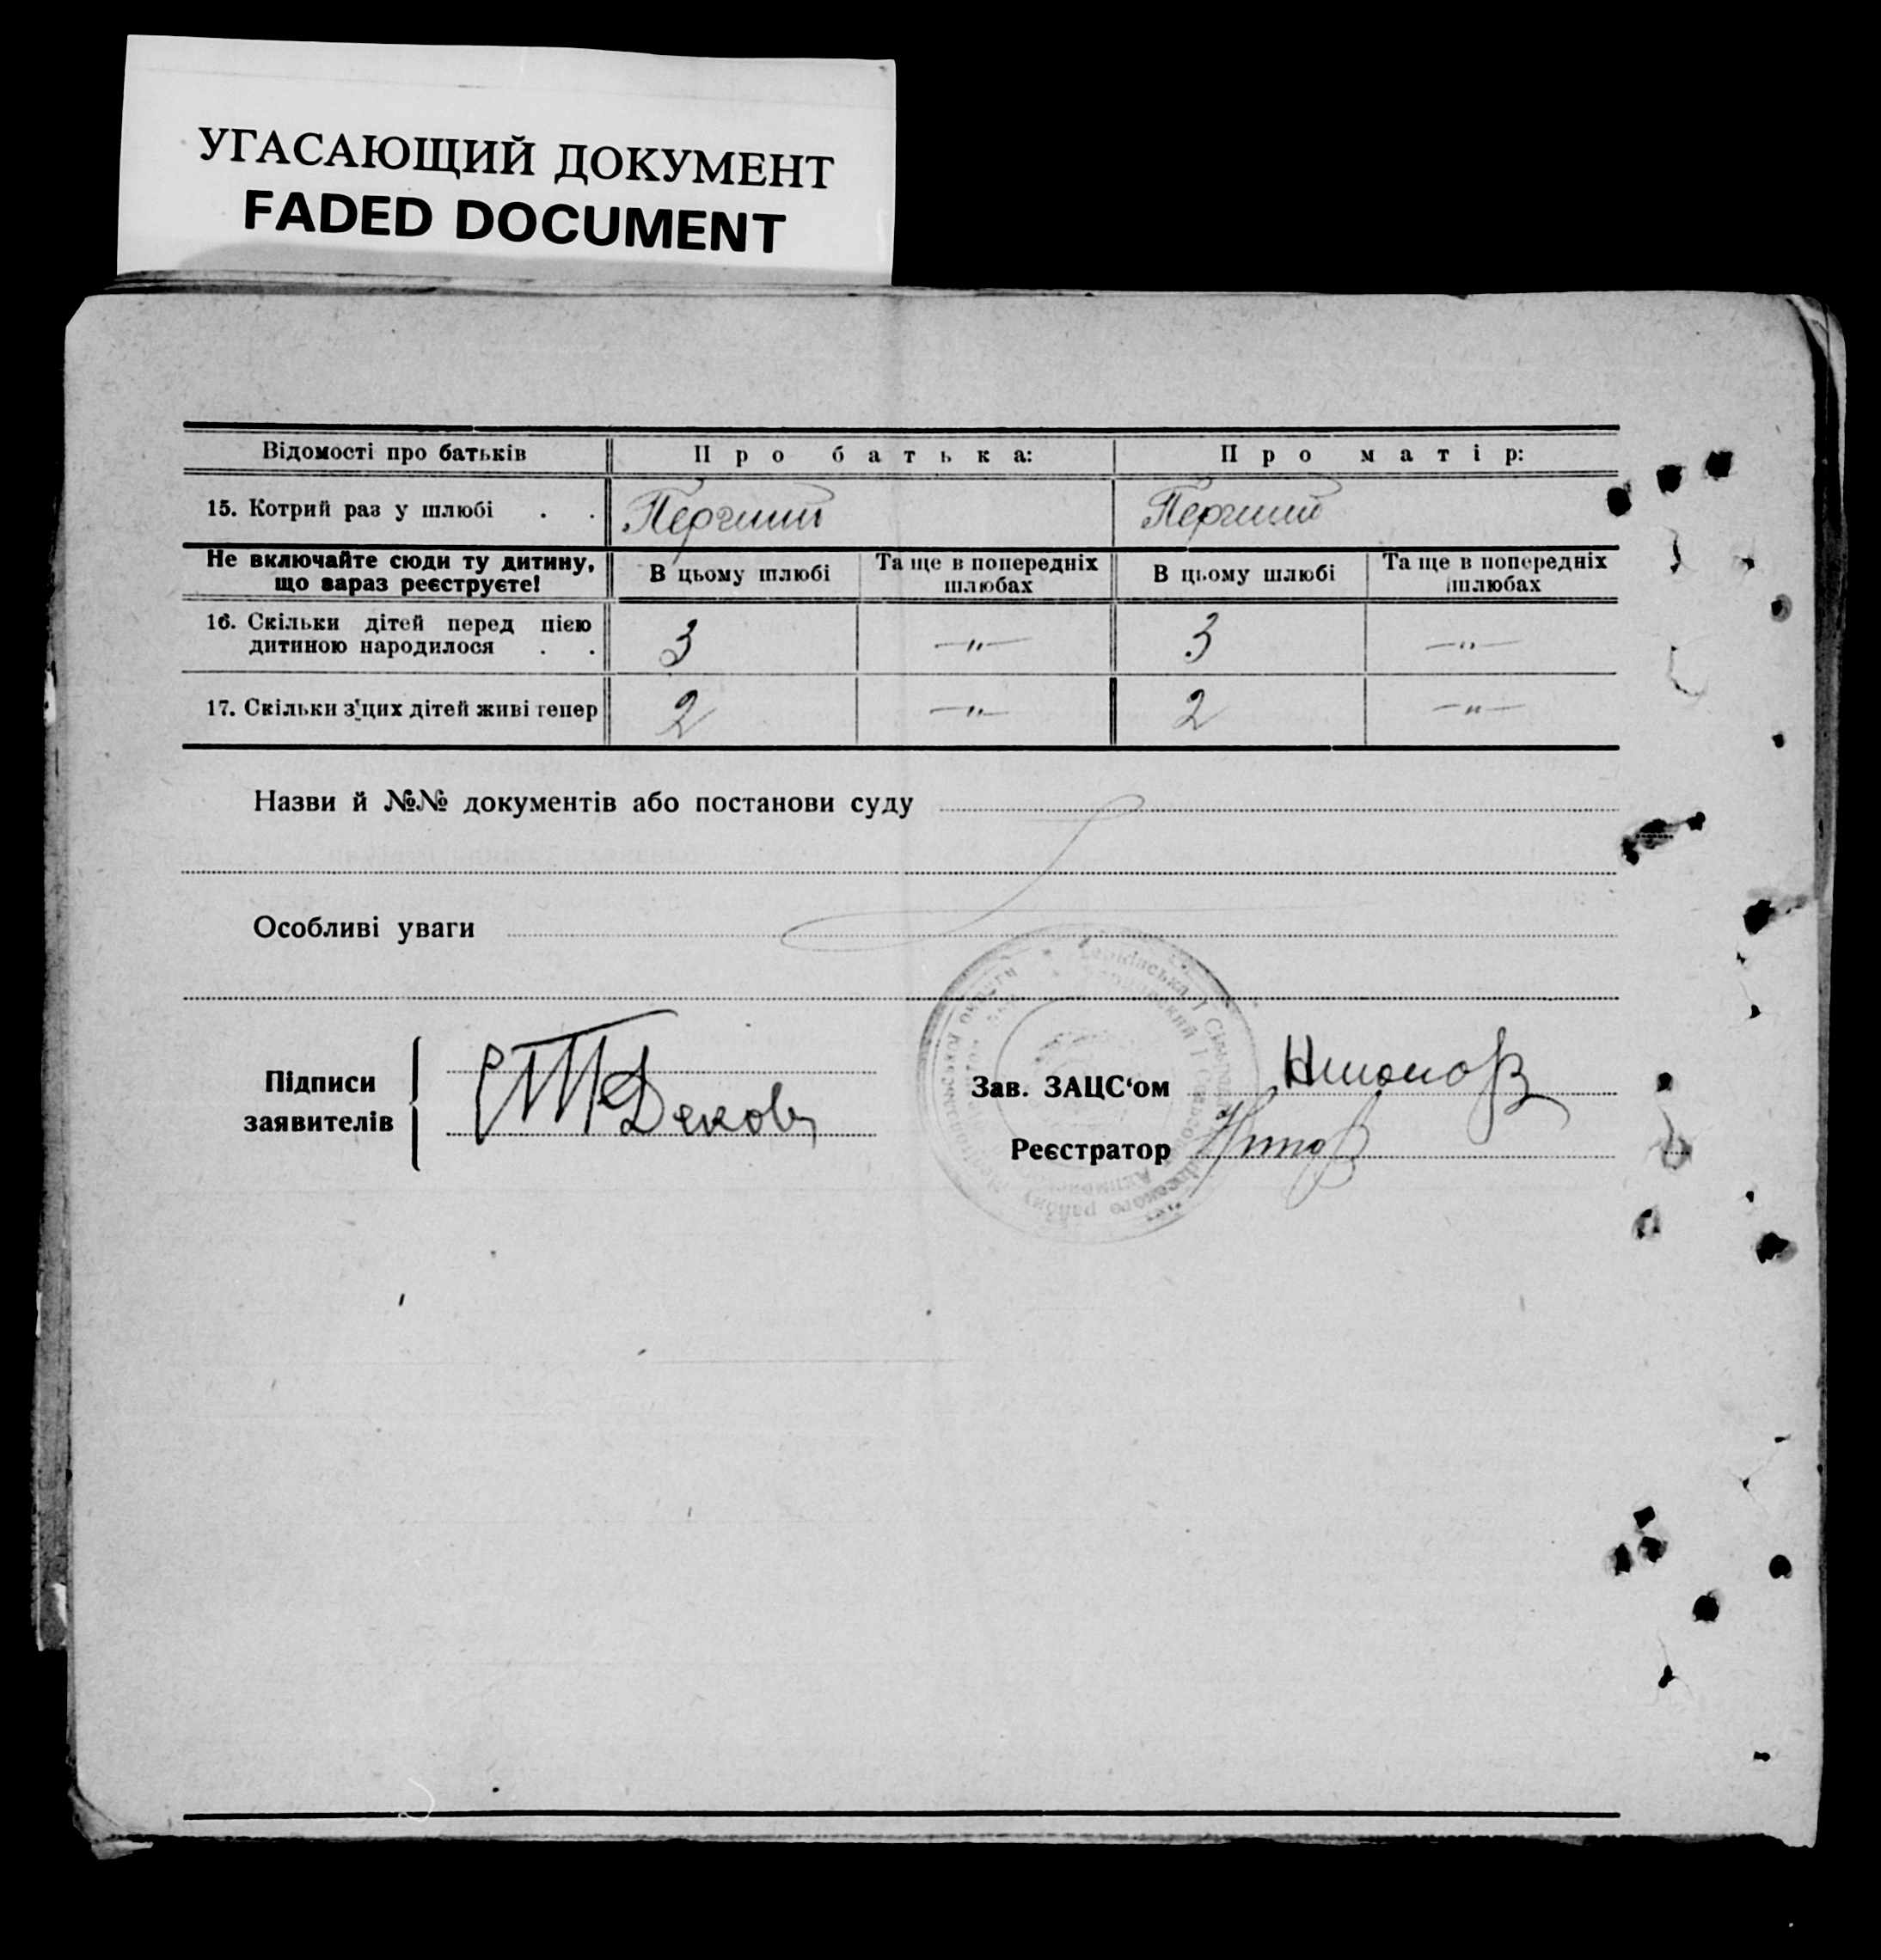 УГАСАЮЩИЙ ДОКУМЕНТ
FADED DOCUMENT
Відомості про батьків
Про батька:
Про матір:
15. Котрий раз у шлюбі . .
Перший
Перший
Не включайте сюди ту дитину,
що зараз реєструєте!
В цьому шлюбі
Та ще в попередніх
шлюбах
В цьому шлюбі
Та ще в попередніх
шлюбах
16. Скільки дітей перед цією
дитиною народилося . .
3
—"—
3
—"—
17. Скільки з цих дітей живі тепер
2
—"—
2
—"—
Назви й №№ документів або постанови суду
Особливі уваги
Підписи
заявителів
Зав. ЗАЦС‘ом
Реєстратор